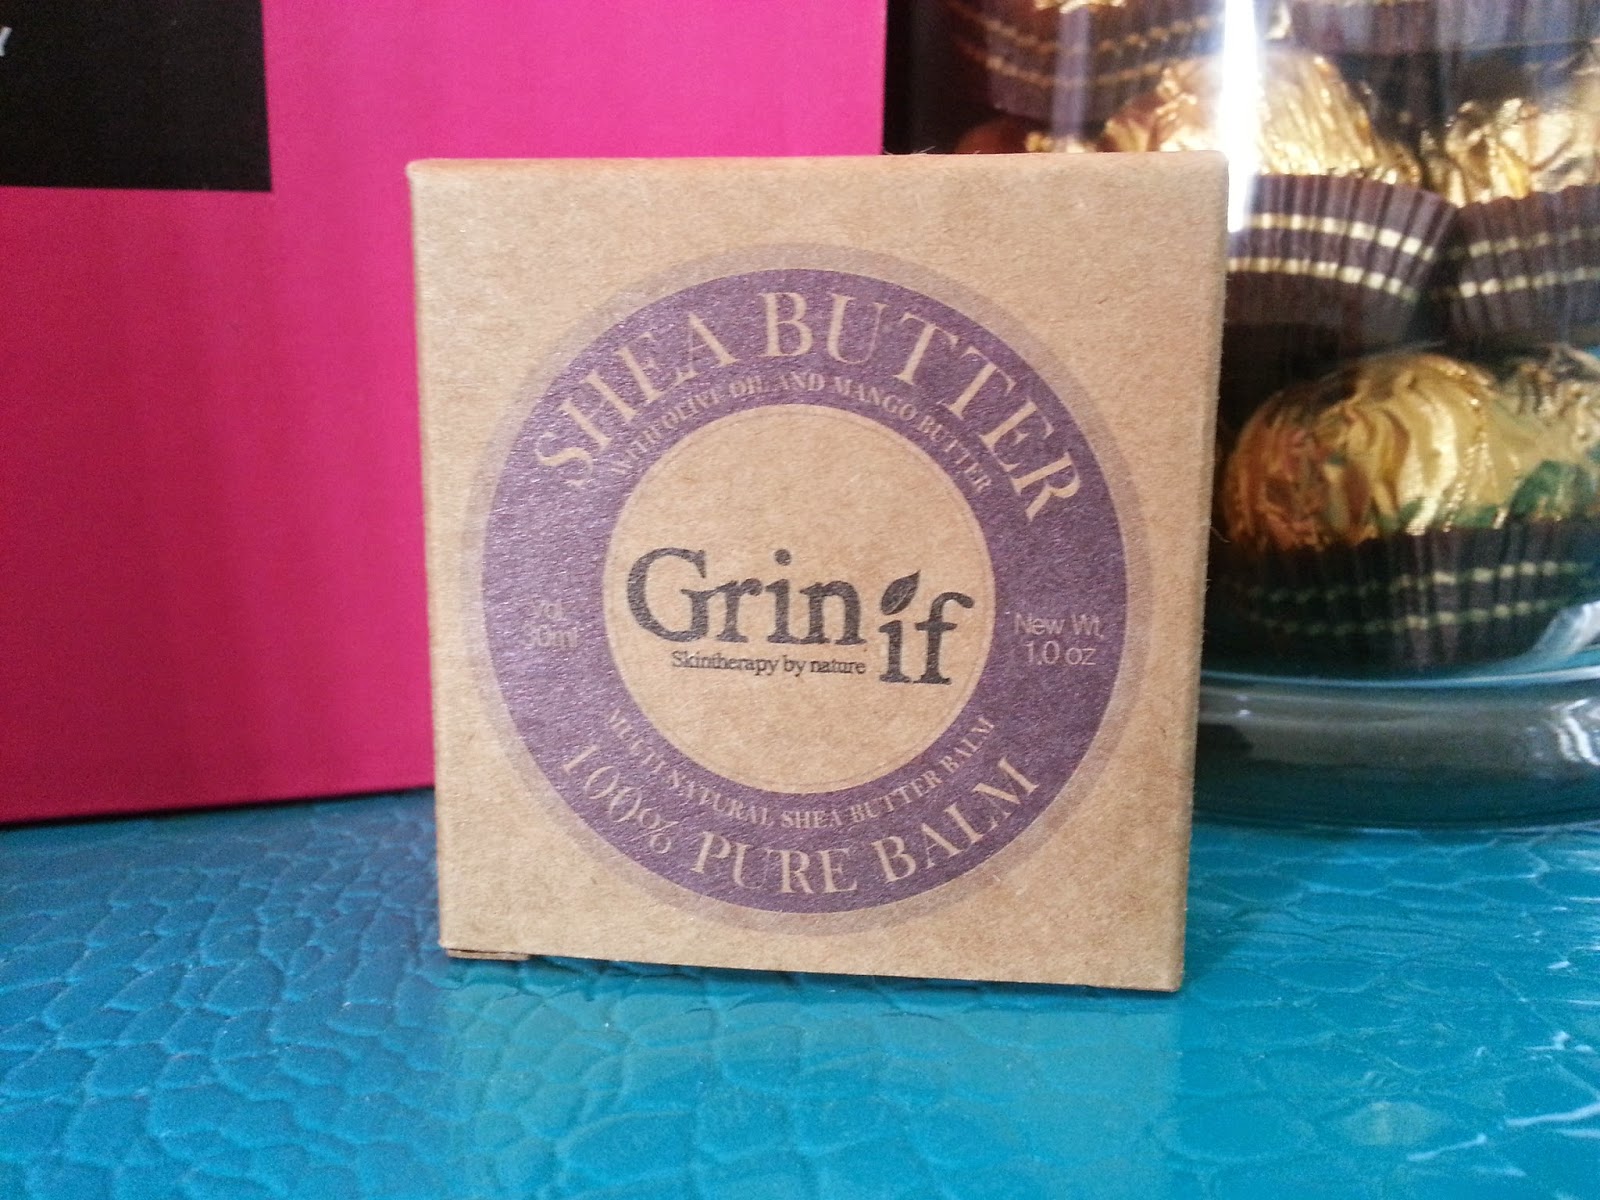 Y
SHEA BUTTER
WITH OLIVE OIL AND MANGO BUTTER
Grin if
Skintherapy by nature
Vol.
30ml
New Wt,
1.0 oz
MULTI NATURAL SHEA BUTTER BALM
100% PURE BALM